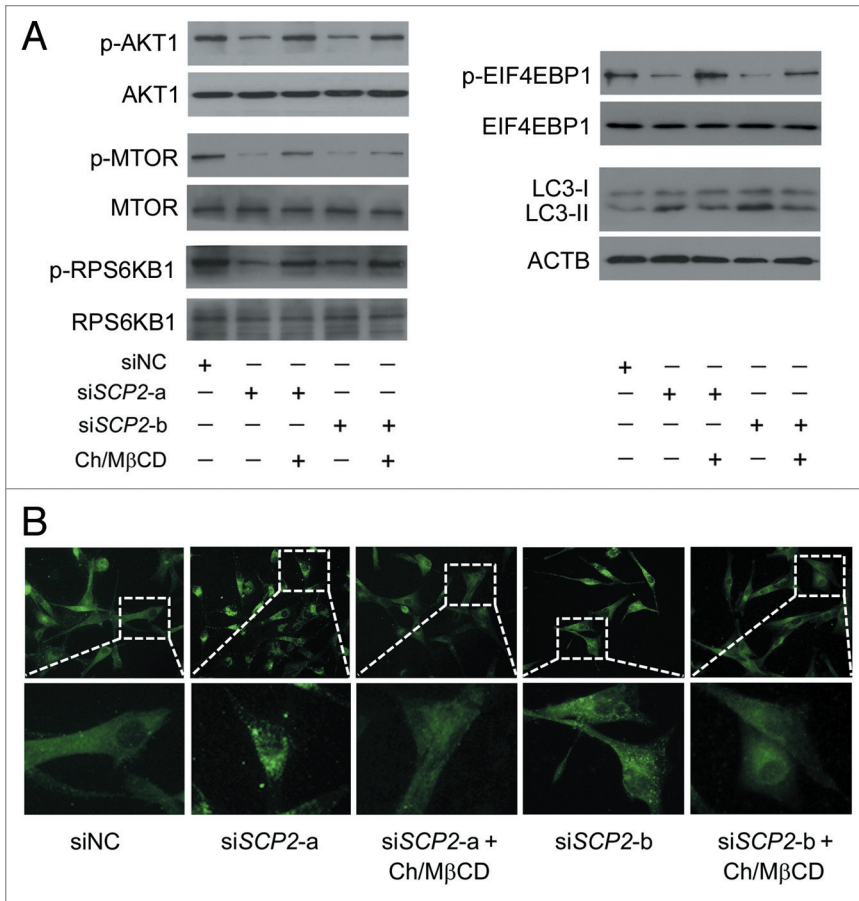 A
p-AKT1
AKT1
p-MTOR
MTOR
p-RPS6KB1
RPS6KB1
siNC + − − − −
siSCP2-a − + + − −
siSCP2-b − − − + +
Ch/MβCD − − + − +
p-EIF4EBP1
EIF4EBP1
LC3-I
LC3-II
ACTB
+ − − − −
− + + − −
− − − + +
− − + − +
B
siNC
siSCP2-a
siSCP2-a +
Ch/MβCD
siSCP2-b
siSCP2-b +
Ch/MβCD